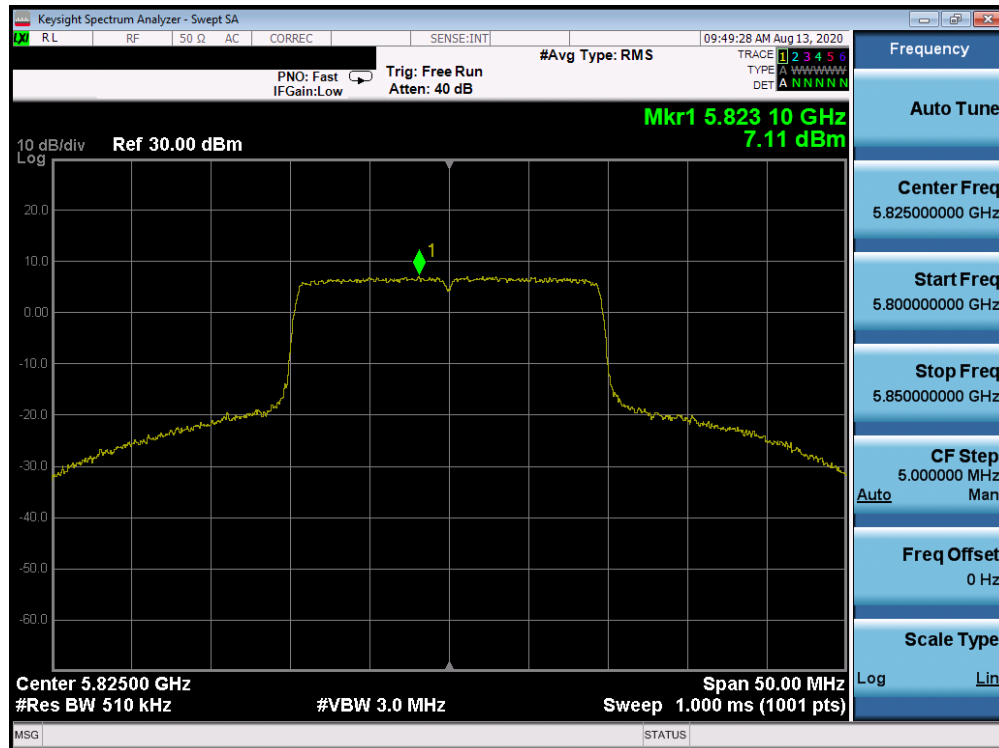 Keysight Spectrum Analyzer - Swept SA
LXI RL RF 50 Ω AC CORREC SENSE:INT 09:49:28 AM Aug 13, 2020
#Avg Type: RMS TRACE 1 2 3 4 5 6
PNO: Fast Trig: Free Run TYPE A WWWWW
IFGain:Low Atten: 40 dB DET A N N N N N
Mkr1 5.823 10 GHz
7.11 dBm
10 dB/div Ref 30.00 dBm
Log
20.0
10.0
1
0.00
-10.0
-20.0
-30.0
-40.0
-50.0
-60.0
Center 5.82500 GHz Span 50.00 MHz
#Res BW 510 kHz #VBW 3.0 MHz Sweep 1.000 ms (1001 pts)
MSG STATUS
Frequency
Auto Tune
Center Freq
5.825000000 GHz
Start Freq
5.800000000 GHz
Stop Freq
5.850000000 GHz
CF Step
5.000000 MHz
Auto Man
Freq Offset
0 Hz
Scale Type
Log Lin